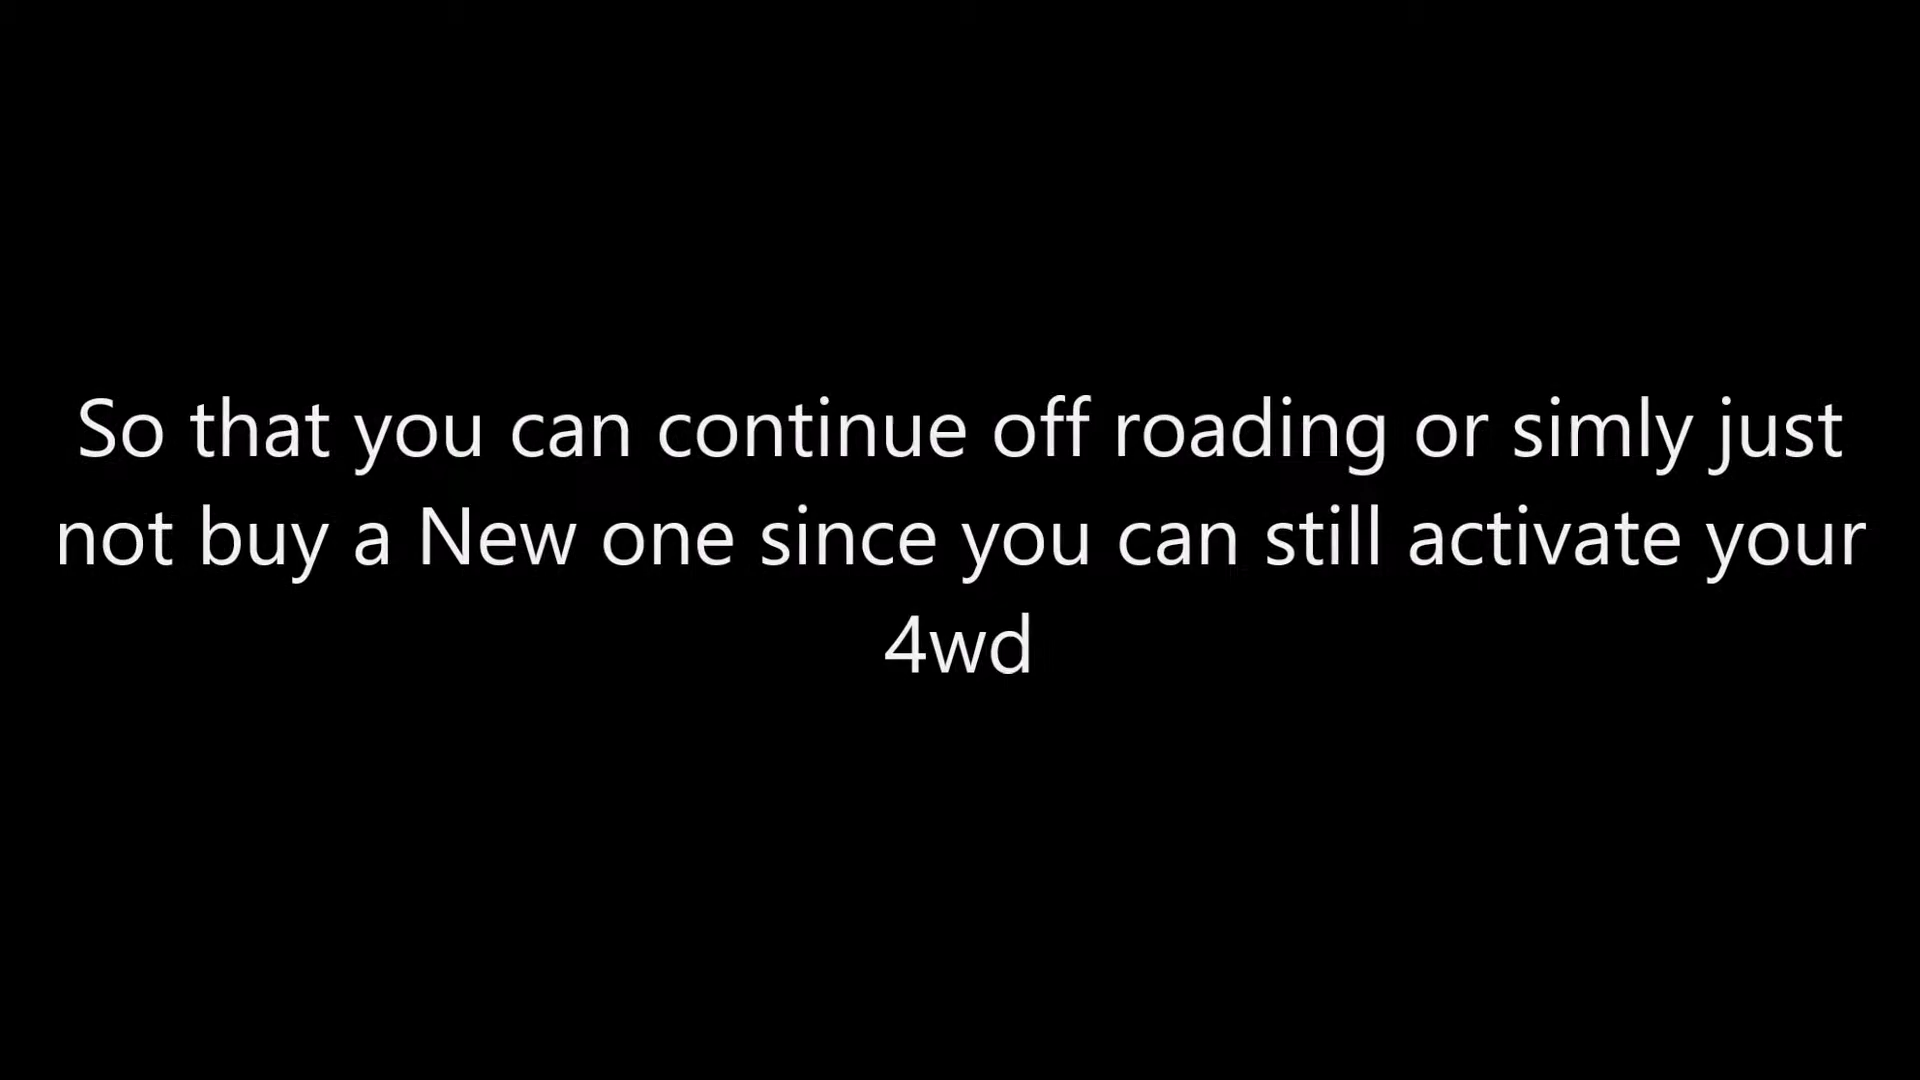 So that you can continue off roading or simly just
not buy a New one since you can still activate your
4wd